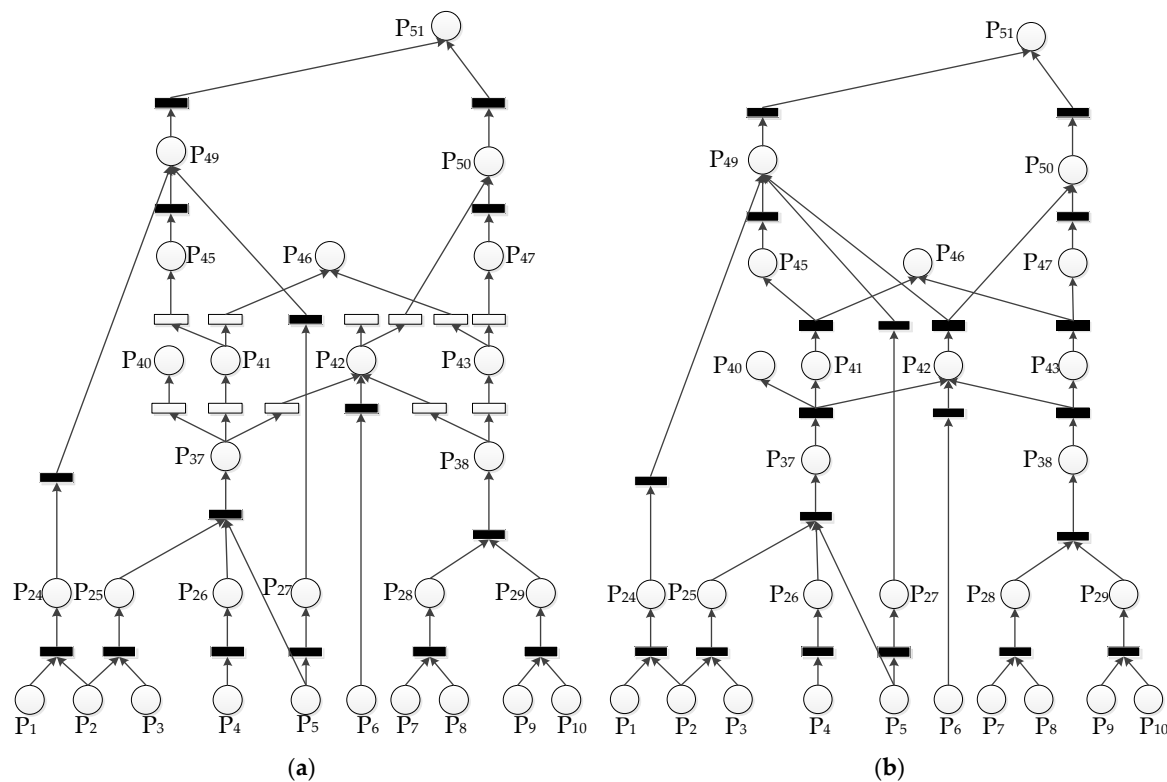 P51 P51
P49 P50 P49 P50
P45 P46 P47 P45 P46 P47
P40 P41 P42 P43 P40 P41 P42 P43
P37 P38 P37 P38
P24 P25 P26 P27 P28 P29 P24 P25 P26 P27 P28 P29
P1 P2 P3 P4 P5 P6 P7 P8 P9 P10 P1 P2 P3 P4 P5 P6 P7 P8 P9 P10
(a) (b)